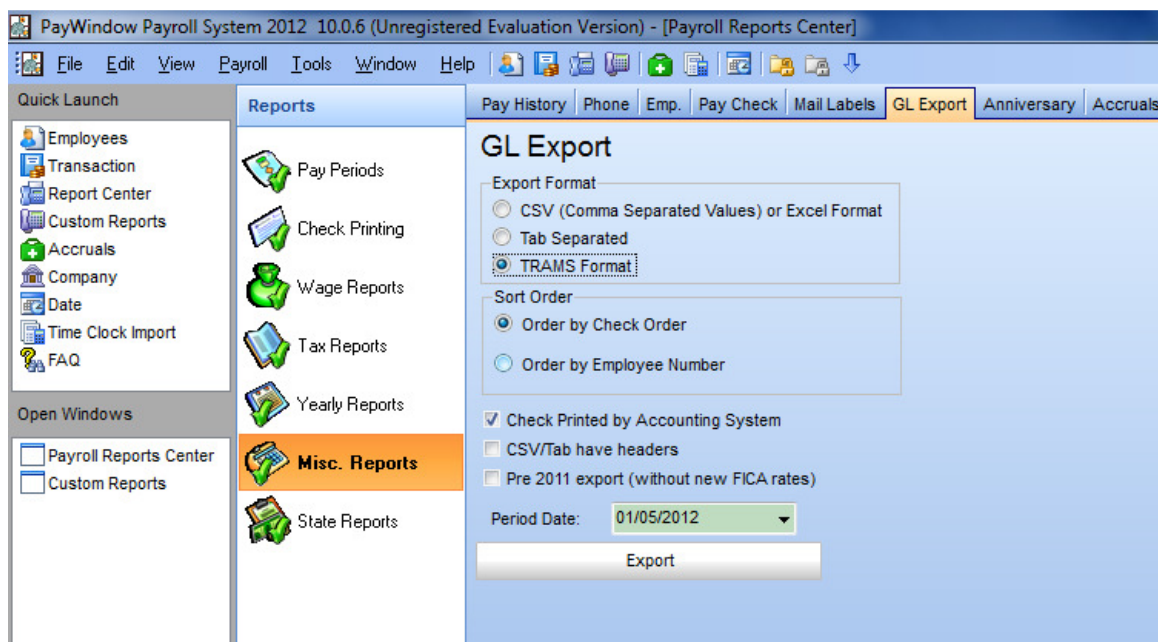 PayWindow Payroll System 2012 10.0.6 (Unregistered Evaluation Version) - [Payroll Reports Center]
File Edit View Payroll Tools Window Help
Quick Launch
Employees
Transaction
Report Center
Custom Reports
Accruals
Company
Date
Time Clock Import
FAQ
Open Windows
Payroll Reports Center
Custom Reports
Reports
Pay Periods
Check Printing
Wage Reports
Tax Reports
Yearly Reports
Misc. Reports
State Reports
Pay History Phone Emp. Pay Check Mail Labels GL Export Anniversary Accruals
GL Export
Export Format
CSV (Comma Separated Values) or Excel Format
Tab Separated
TRAMS Format
Sort Order
Order by Check Order
Order by Employee Number
Check Printed by Accounting System
CSV/Tab have headers
Pre 2011 export (without new FICA rates)
Period Date: 01/05/2012
Export